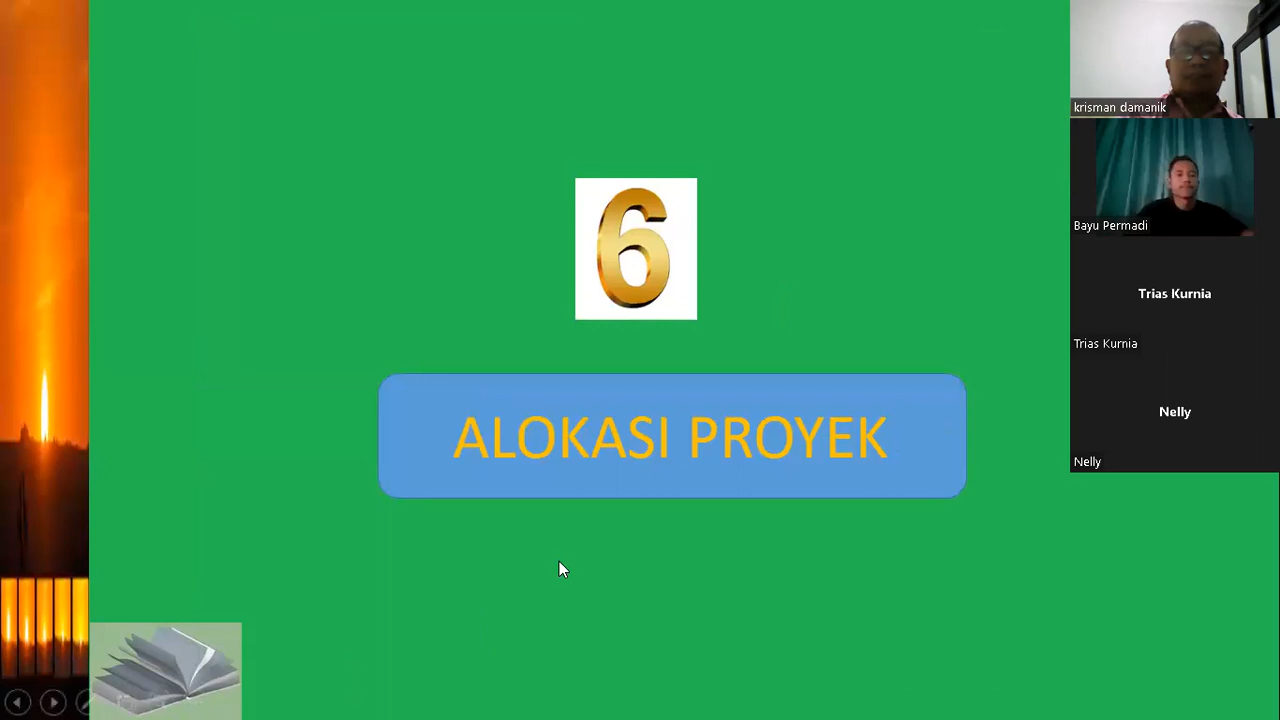 6
ALOKASI PROYEK
krisman damanik
Bayu Permadi
Trias Kurnia
Trias Kurnia
Nelly
Nelly